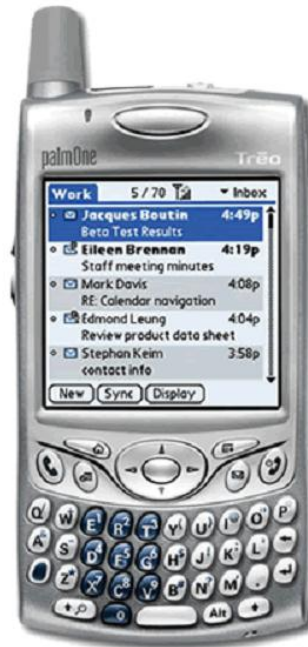 palmOne Treo
Work 5/70 Inbox
Jacques Boutin 4:49p
Beta Test Results
Eileen Brennan 4:19p
Staff meeting minutes
Mark Davis 4:08p
RE: Calendar navigation
Edmond Leung 4:04p
Review product data sheet
Stephan Keim 3:58p
contact info
New Sync Display
Q W E R T Y U I O P
A S D F G H J K L
Z X C V B N M .
0 Alt